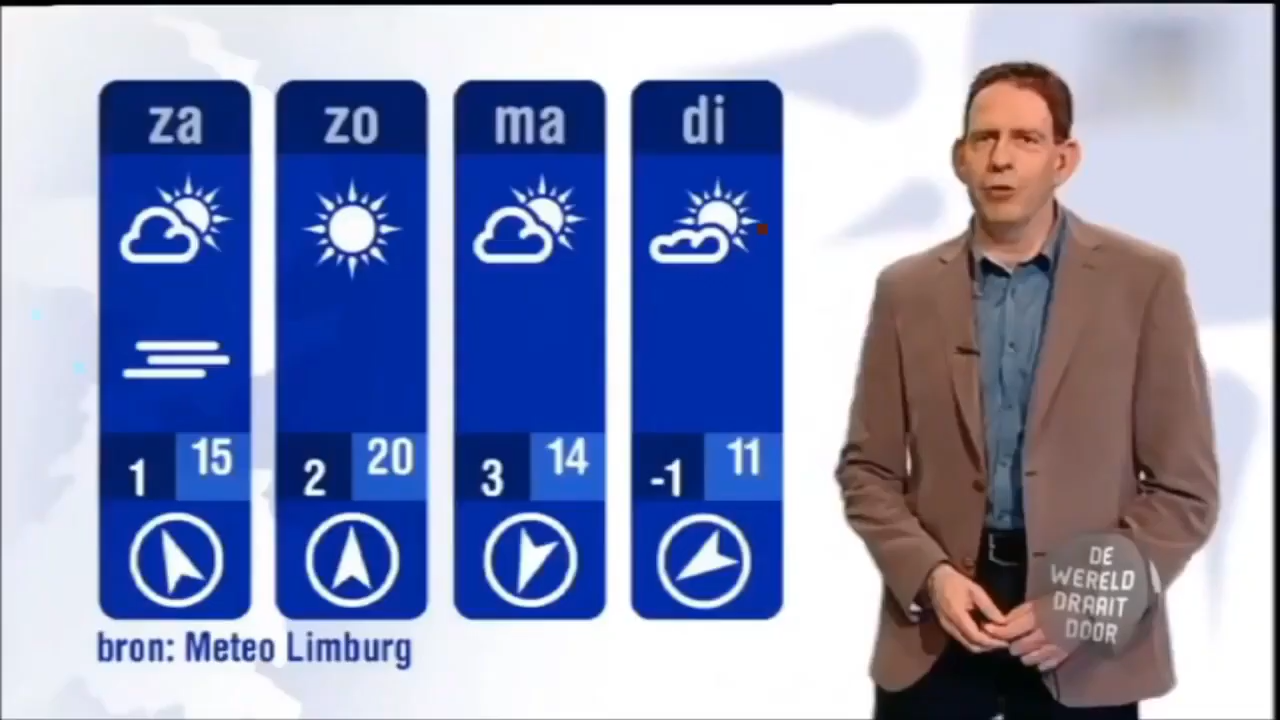 za zo ma di
1 15 2 20 3 14 -1 11
bron: Meteo Limburg
DE
WERELD
DRAAIT
DOOR